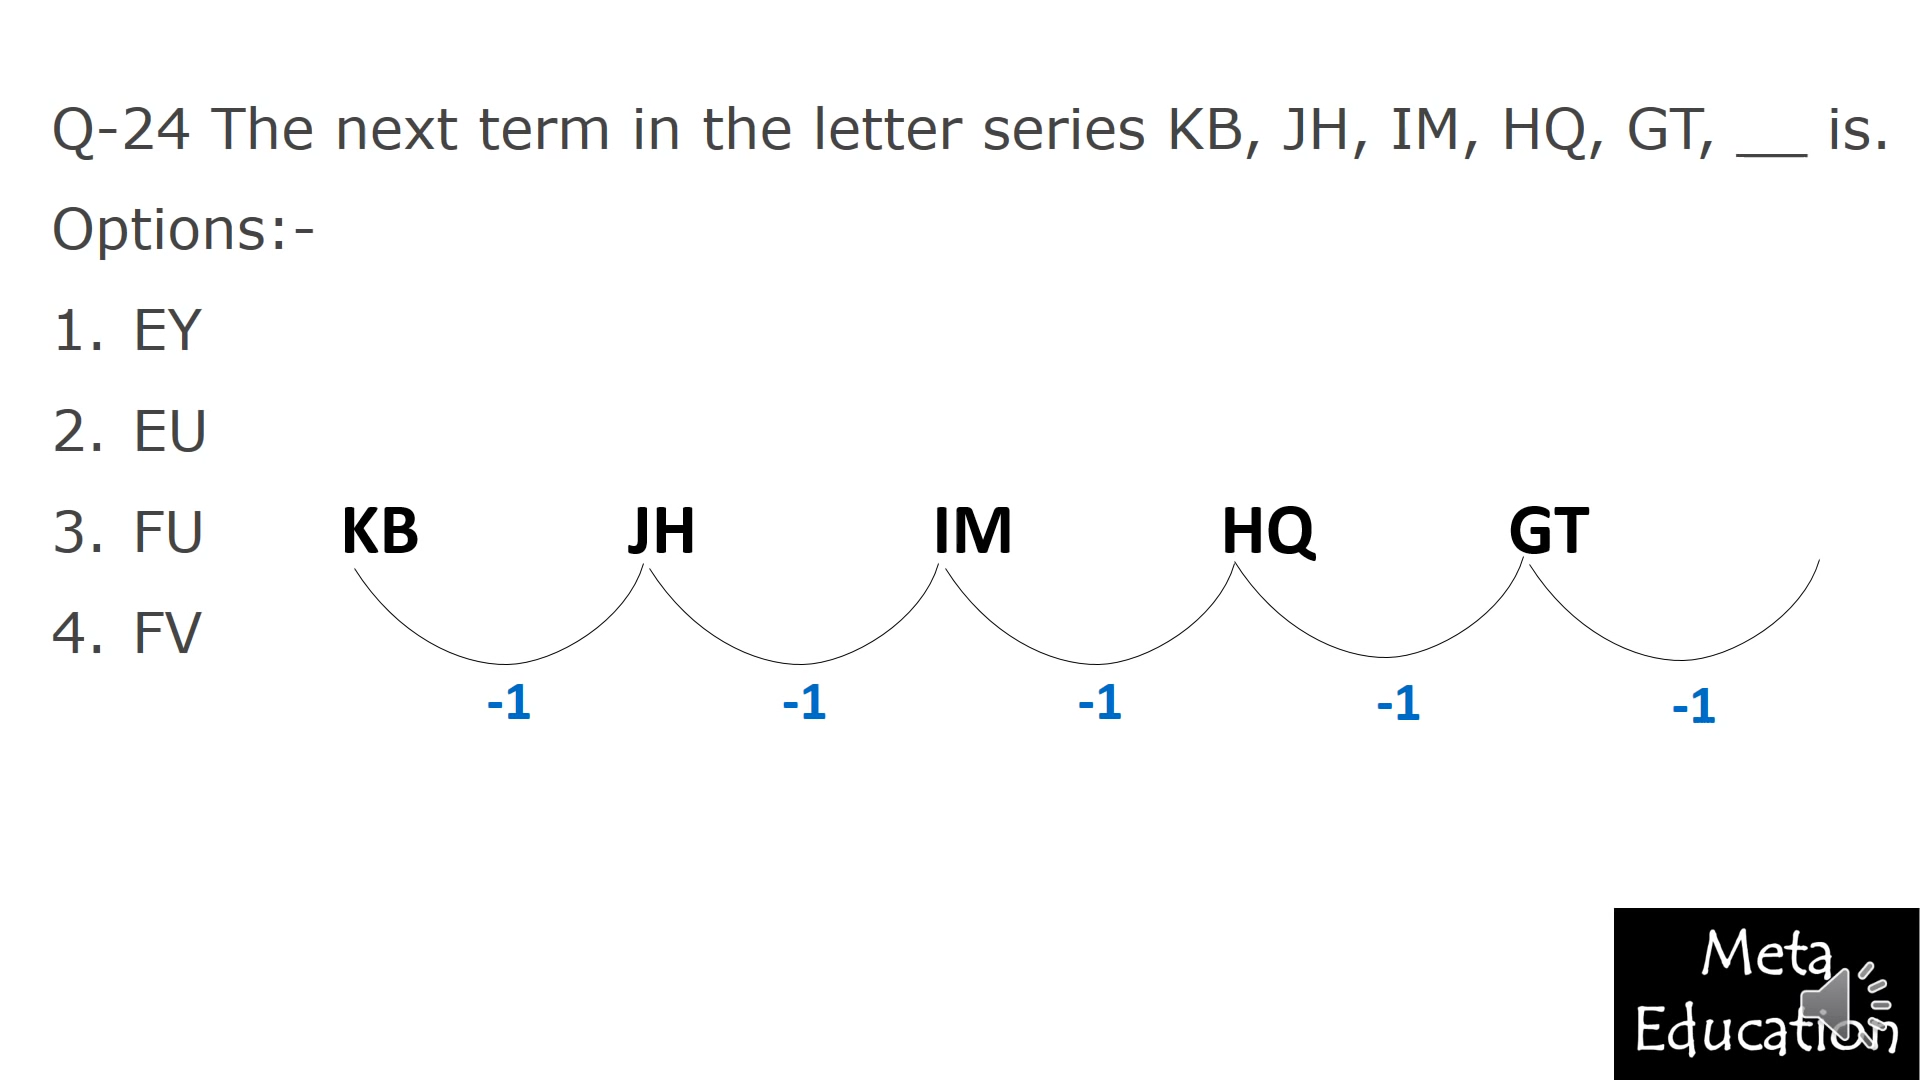 Q-24 The next term in the letter series KB, JH, IM, HQ, GT, __ is.
Options:-
1. EY
2. EU
3. FU
4. FV
KB JH IM HQ GT
-1 -1 -1 -1 -1
Meta
Education